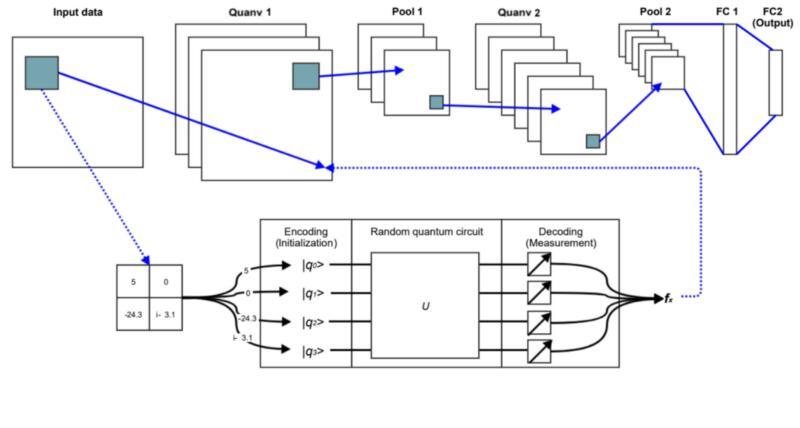 Input data
Quanv 1
Pool 1
Quanv 2
Pool 2
FC 1
FC2
(Output)
Encoding
(Initialization)
Random quantum circuit
Decoding
(Measurement)
5 0
-24.3 i- 3.1
5
0
-24.3
i- 3.1
|q0>
|q1>
|q2>
|q3>
U
fx